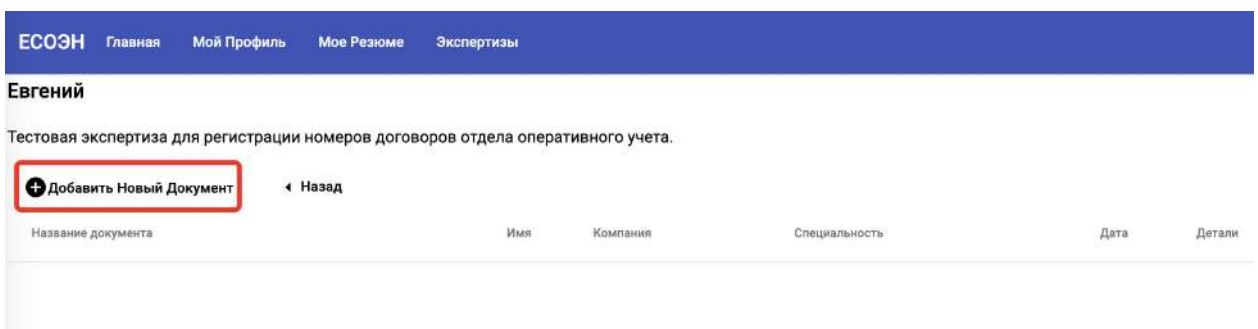 ЕСОЭН Главная Мой Профиль Мое Резюме Экспертизы
Евгений
Тестовая экспертиза для регистрации номеров договоров отдела оперативного учета.
Добавить Новый Документ Назад
Название документа Имя Компания Специальность Дата Детали